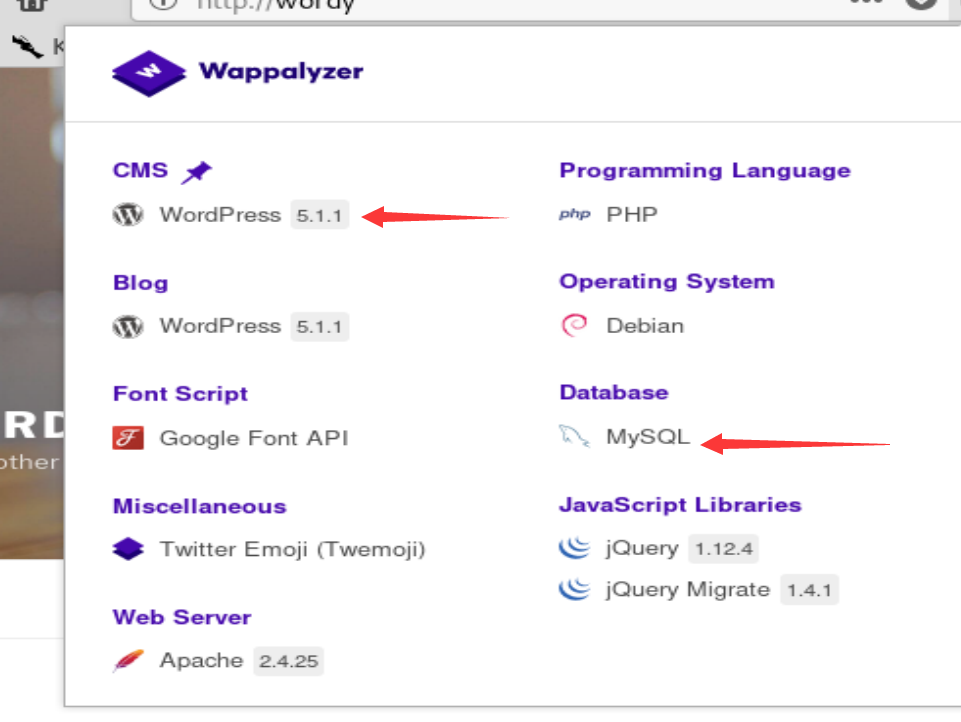 http://wordy
K
W Wappalyzer
CMS
WordPress 5.1.1
Blog
WordPress 5.1.1
Font Script
F Google Font API
Miscellaneous
Twitter Emoji (Twemoji)
Web Server
Apache 2.4.25
Programming Language
php PHP
Operating System
Debian
Database
MySQL
JavaScript Libraries
jQuery 1.12.4
jQuery Migrate 1.4.1
RD
other